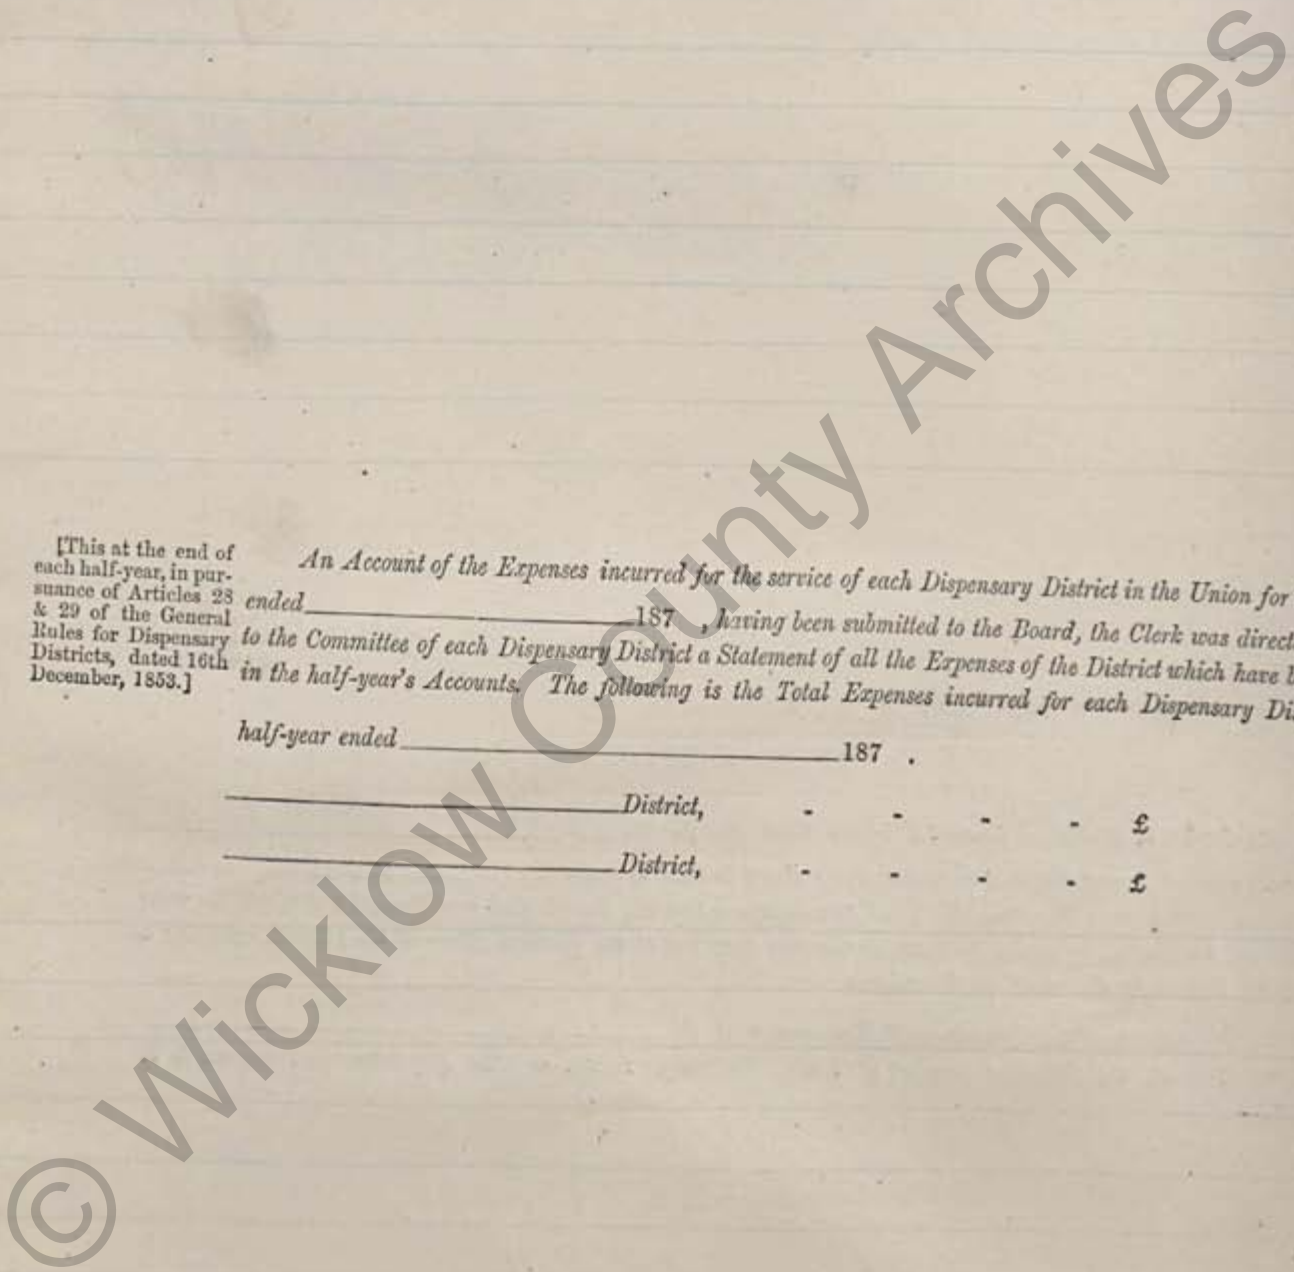 [This at the end of
each half-year, in pur-
suance of Articles 28
& 29 of the General
Rules for Dispensary
Districts, dated 16th
December, 1853.]
An Account of the Expenses incurred for the service of each Dispensary District in the Union for
ended 187 , having been submitted to the Board, the Clerk was direct
to the Committee of each Dispensary District a Statement of all the Expenses of the District which have b
in the half-year's Accounts. The following is the Total Expenses incurred for each Dispensary Dis
half-year ended 187 .
District, - - - - £
District, - - - - £
© Wicklow County Archives